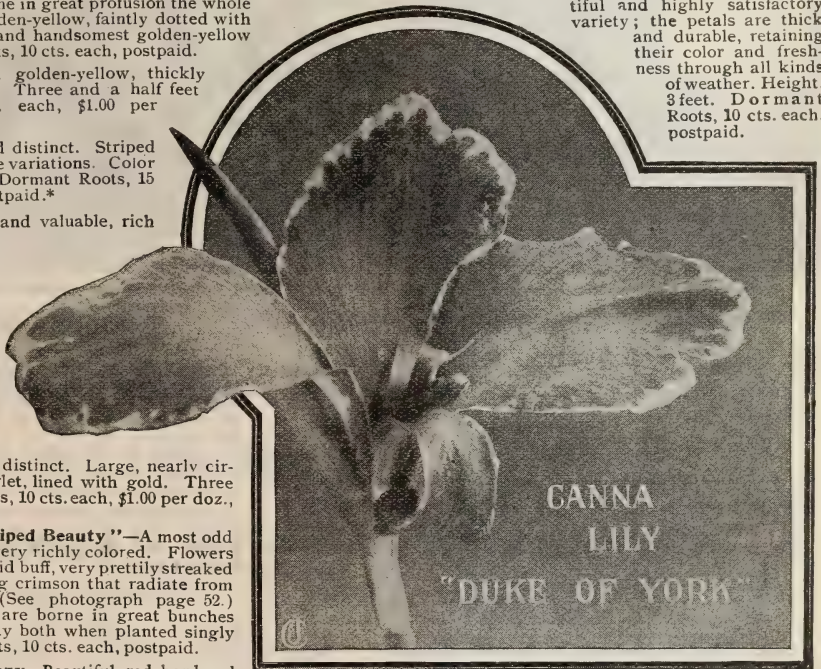 ne in great profusion the whole
den-yellow, faintly dotted with
and handsomest golden-yellow
s, 10 cts. each, postpaid.
golden-yellow, thickly
Three and a half feet
each, $1.00 per
d distinct. Striped
e variations. Color
Dormant Roots, 15
tpaid.*
and valuable, rich
distinct. Large, nearly cir-
let, lined with gold. Three
s, 10 cts. each, $1.00 per doz.,
iped Beauty"—A most odd
ery richly colored. Flowers
id buff, very prettily streaked
g crimson that radiate from
(See photograph page 52.)
are borne in great bunches
y both when planted singly
ts, 10 cts. each, postpaid.
tiful and highly satisfactory
variety; the petals are thick
and durable, retaining
their color and fresh-
ness through all kinds
of weather. Height
3 feet. Dormant
Roots, 10 cts. each
postpaid.
CANNA
LILY
"DUKE OF YORK"